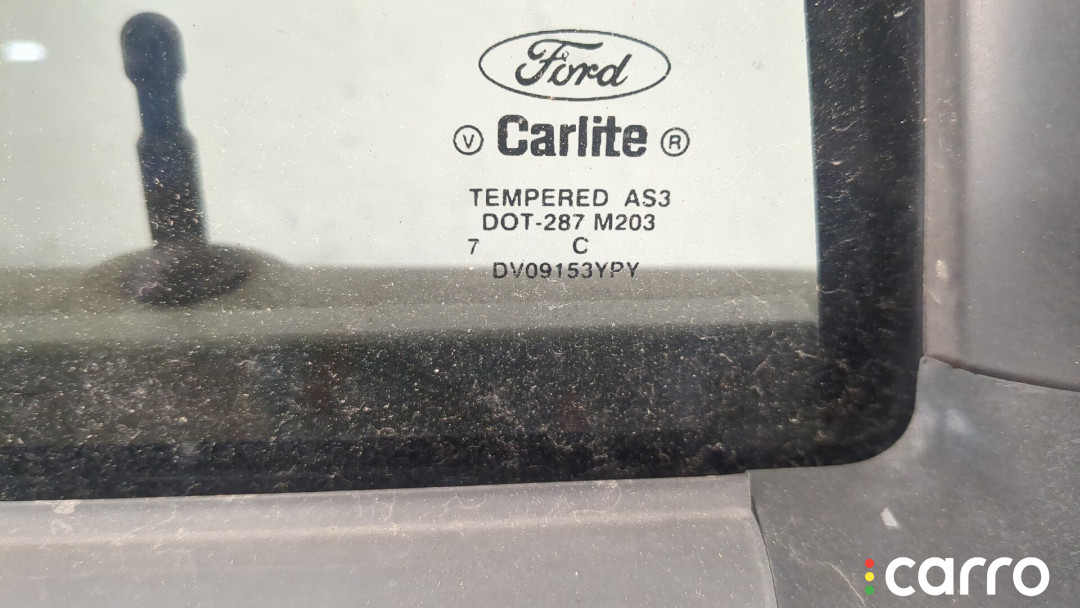 Ford
V Carlite R
TEMPERED AS3
DOT-287 M203
7 C
DV09153YPY
carro